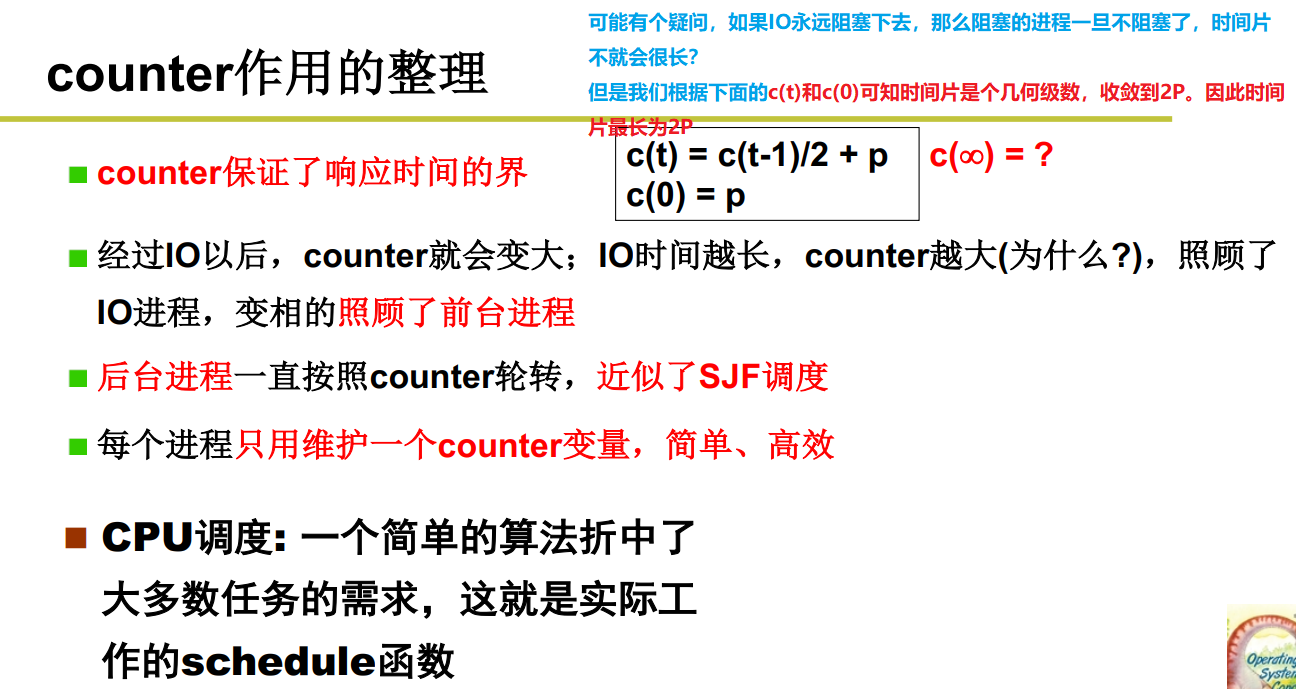 可能有个疑问，如果IO永远阻塞下去，那么阻塞的进程一旦不阻塞了，时间片
不就会很长？
但是我们根据下面的c(t)和c(0)可知时间片是个几何级数，收敛到2P。因此时间
片最长为2P
counter作用的整理
counter保证了响应时间的界
c(t) = c(t-1)/2 + p
c(0) = p
c(∞) = ?
经过IO以后，counter就会变大；IO时间越长，counter越大(为什么?)，照顾了
IO进程，变相的照顾了前台进程
后台进程一直按照counter轮转，近似了SJF调度
每个进程只用维护一个counter变量，简单、高效
CPU调度: 一个简单的算法折中了
大多数任务的需求，这就是实际工
作的schedule函数
Operating
System